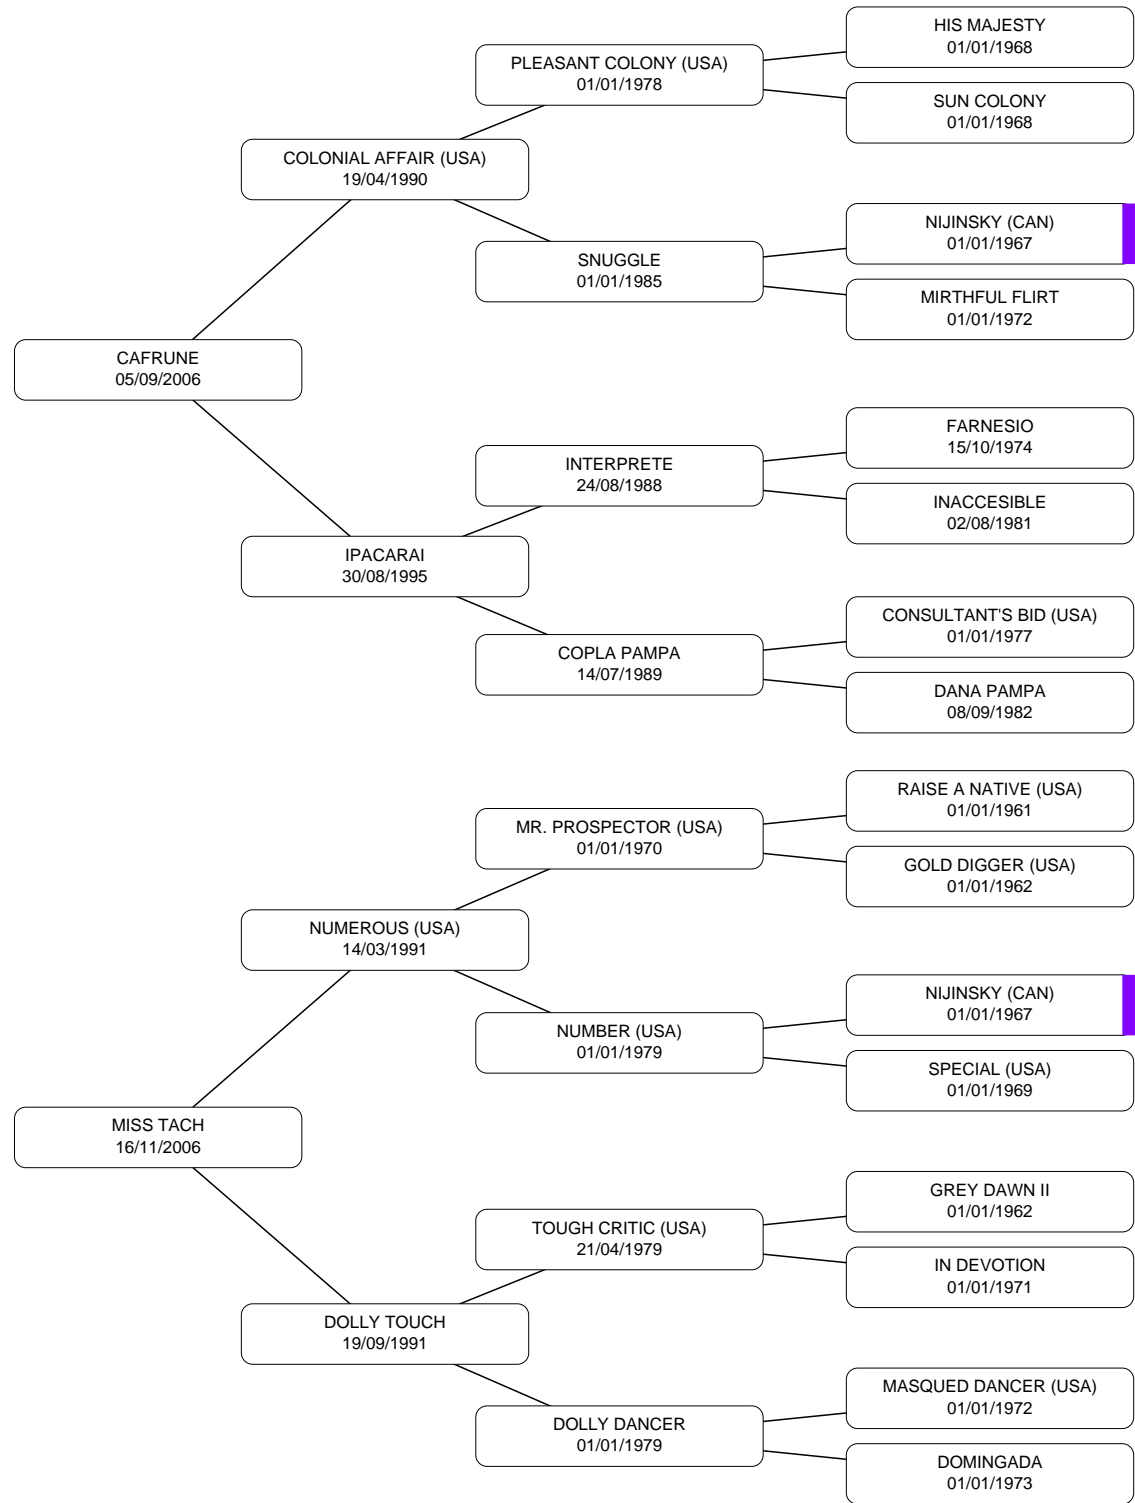 HIS MAJESTY
01/01/1968
PLEASANT COLONY (USA)
01/01/1978
SUN COLONY
01/01/1968
COLONIAL AFFAIR (USA)
19/04/1990
NIJINSKY (CAN)
01/01/1967
SNUGGLE
01/01/1985
MIRTHFUL FLIRT
01/01/1972
CAFRUNE
05/09/2006
FARNESIO
15/10/1974
INTERPRETE
24/08/1988
INACCESIBLE
02/08/1981
IPACARAI
30/08/1995
CONSULTANT'S BID (USA)
01/01/1977
COPLA PAMPA
14/07/1989
DANA PAMPA
08/09/1982
RAISE A NATIVE (USA)
01/01/1961
MR. PROSPECTOR (USA)
01/01/1970
GOLD DIGGER (USA)
01/01/1962
NUMEROUS (USA)
14/03/1991
NIJINSKY (CAN)
01/01/1967
NUMBER (USA)
01/01/1979
SPECIAL (USA)
01/01/1969
MISS TACH
16/11/2006
GREY DAWN II
01/01/1962
TOUGH CRITIC (USA)
21/04/1979
IN DEVOTION
01/01/1971
DOLLY TOUCH
19/09/1991
MASQUED DANCER (USA)
01/01/1972
DOLLY DANCER
01/01/1979
DOMINGADA
01/01/1973